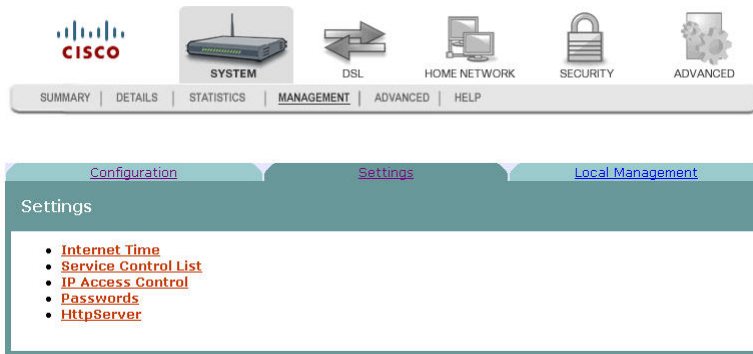 CISCO
SYSTEM DSL HOME NETWORK SECURITY ADVANCED
SUMMARY | DETAILS | STATISTICS | MANAGEMENT | ADVANCED | HELP
Configuration Settings Local Management
Settings
Internet Time
Service Control List
IP Access Control
Passwords
HttpServer